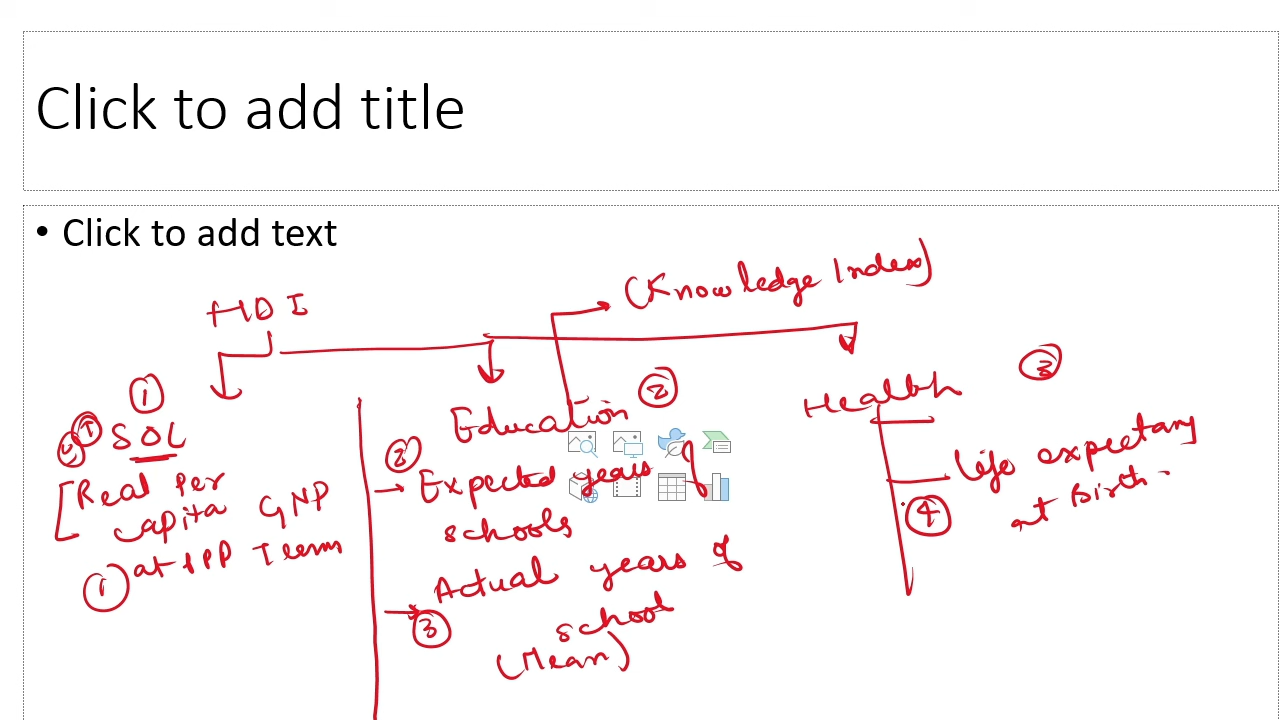 Click to add title
• Click to add text
(Knowledge Index)
HDI
① SOL
Real Per
capita GNP
① at PPP Term
Education ②
② Expected years of
schools
③ Actual years of
school
(Mean)
Health ③
④ Life expectancy
at Birth